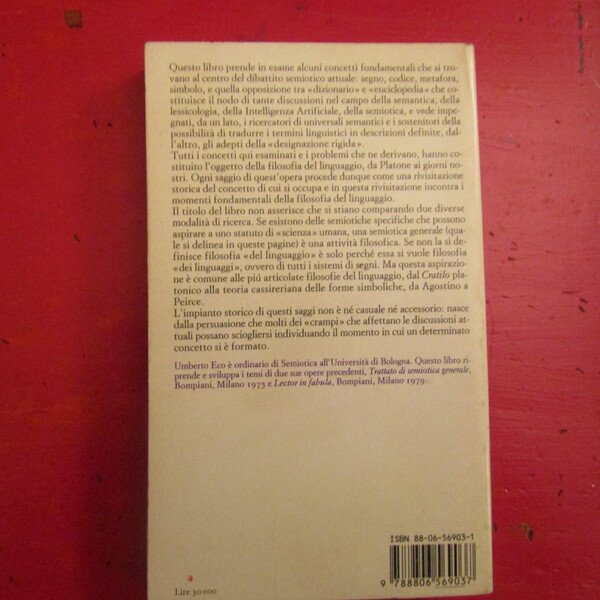 Questo libro prende in esame alcuni concetti fondamentali che si tro-
vano al centro del dibattito semiotico attuale: segno, codice, metafora,
simbolo, e quella opposizione tra «dizionario» e «enciclopedia» che co-
stituisce il nodo di tante discussioni nel campo della semantica, della
lessicologia, della Intelligenza Artificiale, della semiotica, e vede impe-
gnati, da un lato, i ricercatori di universali semantici e i sostenitori della
possibilità di tradurre i termini linguistici in descrizioni definite, dal-
l'altro, gli adepti della «designazione rigida».
Tutti i concetti qui esaminati e i problemi che ne derivano, hanno co-
stituito l'oggetto della filosofia del linguaggio, da Platone ai giorni no-
stri. Ogni saggio di quest'opera procede dunque come una rivisitazione
storica del concetto di cui si occupa e in questa rivisitazione incontra i
momenti fondamentali della filosofia del linguaggio.
Il titolo del libro non asserisce che si stiano comparando due diverse
modalità di ricerca. Se esistono delle semiotiche specifiche che possono
aspirare a uno statuto di «scienza» umana, una semiotica generale (qua-
le si delinea in queste pagine) è una attività filosofica. Se non la si de-
finisce filosofia «del linguaggio» è solo perché essa si vuole filosofia
«dei linguaggi», ovvero di tutti i sistemi di segni. Ma questa aspirazio-
ne è comune alle piú articolate filosofie del linguaggio, dal Cratilo pla-
tonico alla teoria cassireriana delle forme simboliche, da Agostino a
Peirce.
L'impianto storico di questi saggi non è né casuale né accessorio: nasce
dalla persuasione che molti dei «crampi» che affettano le discussioni at-
tuali possano sciogliersi individuando il momento in cui un determinato
concetto si è formato.
Umberto Eco è ordinario di Semiotica all'Università di Bologna. Questo libro ri-
prende e sviluppa i temi di due sue opere precedenti, Trattato di semiotica generale,
Bompiani, Milano 1975 e Lector in fabula, Bompiani, Milano 1979.
ISBN 88-06-56903-1
9 788806 569037
Lire 30 000